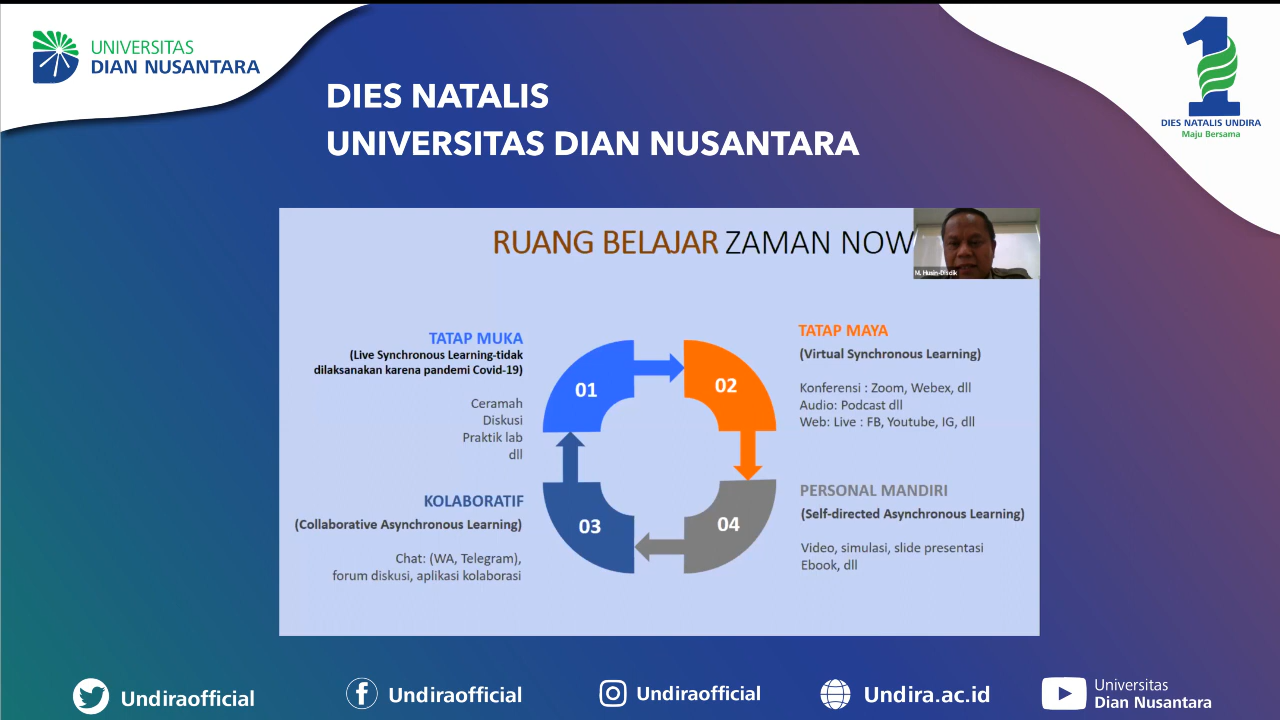 UNIVERSITAS
DIAN NUSANTARA
DIES NATALIS
UNIVERSITAS DIAN NUSANTARA
1
DIES NATALIS UNDIRA
Maju Bersama
RUANG BELAJAR ZAMAN NOW
M. Husin-Disdik
TATAP MUKA
(Live Synchronous Learning-tidak
dilaksanakan karena pandemi Covid-19)
Ceramah
Diskusi
Praktik lab
dll
01
02
TATAP MAYA
(Virtual Synchronous Learning)
Konferensi : Zoom, Webex, dll
Audio: Podcast dll
Web: Live : FB, Youtube, IG, dll
KOLABORATIF
(Collaborative Asynchronous Learning)
Chat: (WA, Telegram),
forum diskusi, aplikasi kolaborasi
03
04
PERSONAL MANDIRI
(Self-directed Asynchronous Learning)
Video, simulasi, slide presentasi
Ebook, dll
Undiraofficial
Undiraofficial
Undiraofficial
Undira.ac.id
Universitas
Dian Nusantara